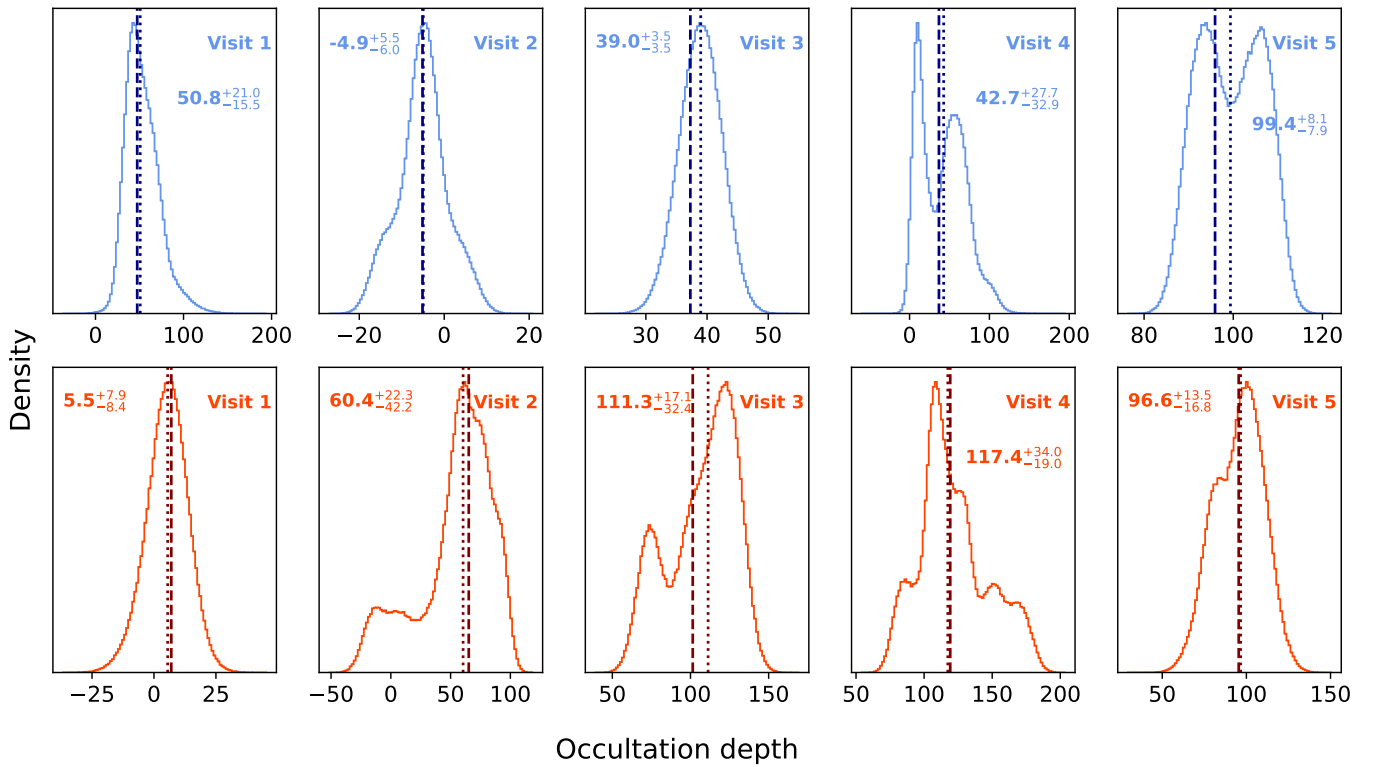 Visit 1
50.8+21.0−15.5
0 100 200
-4.9+5.5−6.0
Visit 2
−20 0 20
39.0+3.5−3.5
Visit 3
30 40 50
Visit 4
42.7+27.7−32.9
0 100 200
Visit 5
99.4+8.1−7.9
80 100 120
Density
5.5+7.9−8.4
Visit 1
−25 0 25
60.4+22.3−42.2
Visit 2
−50 0 50 100
111.3+17.1−32.4
Visit 3
50 100 150
Visit 4
117.4+34.0−19.0
50 100 150 200
96.6+13.5−16.8
Visit 5
50 100 150
Occultation depth